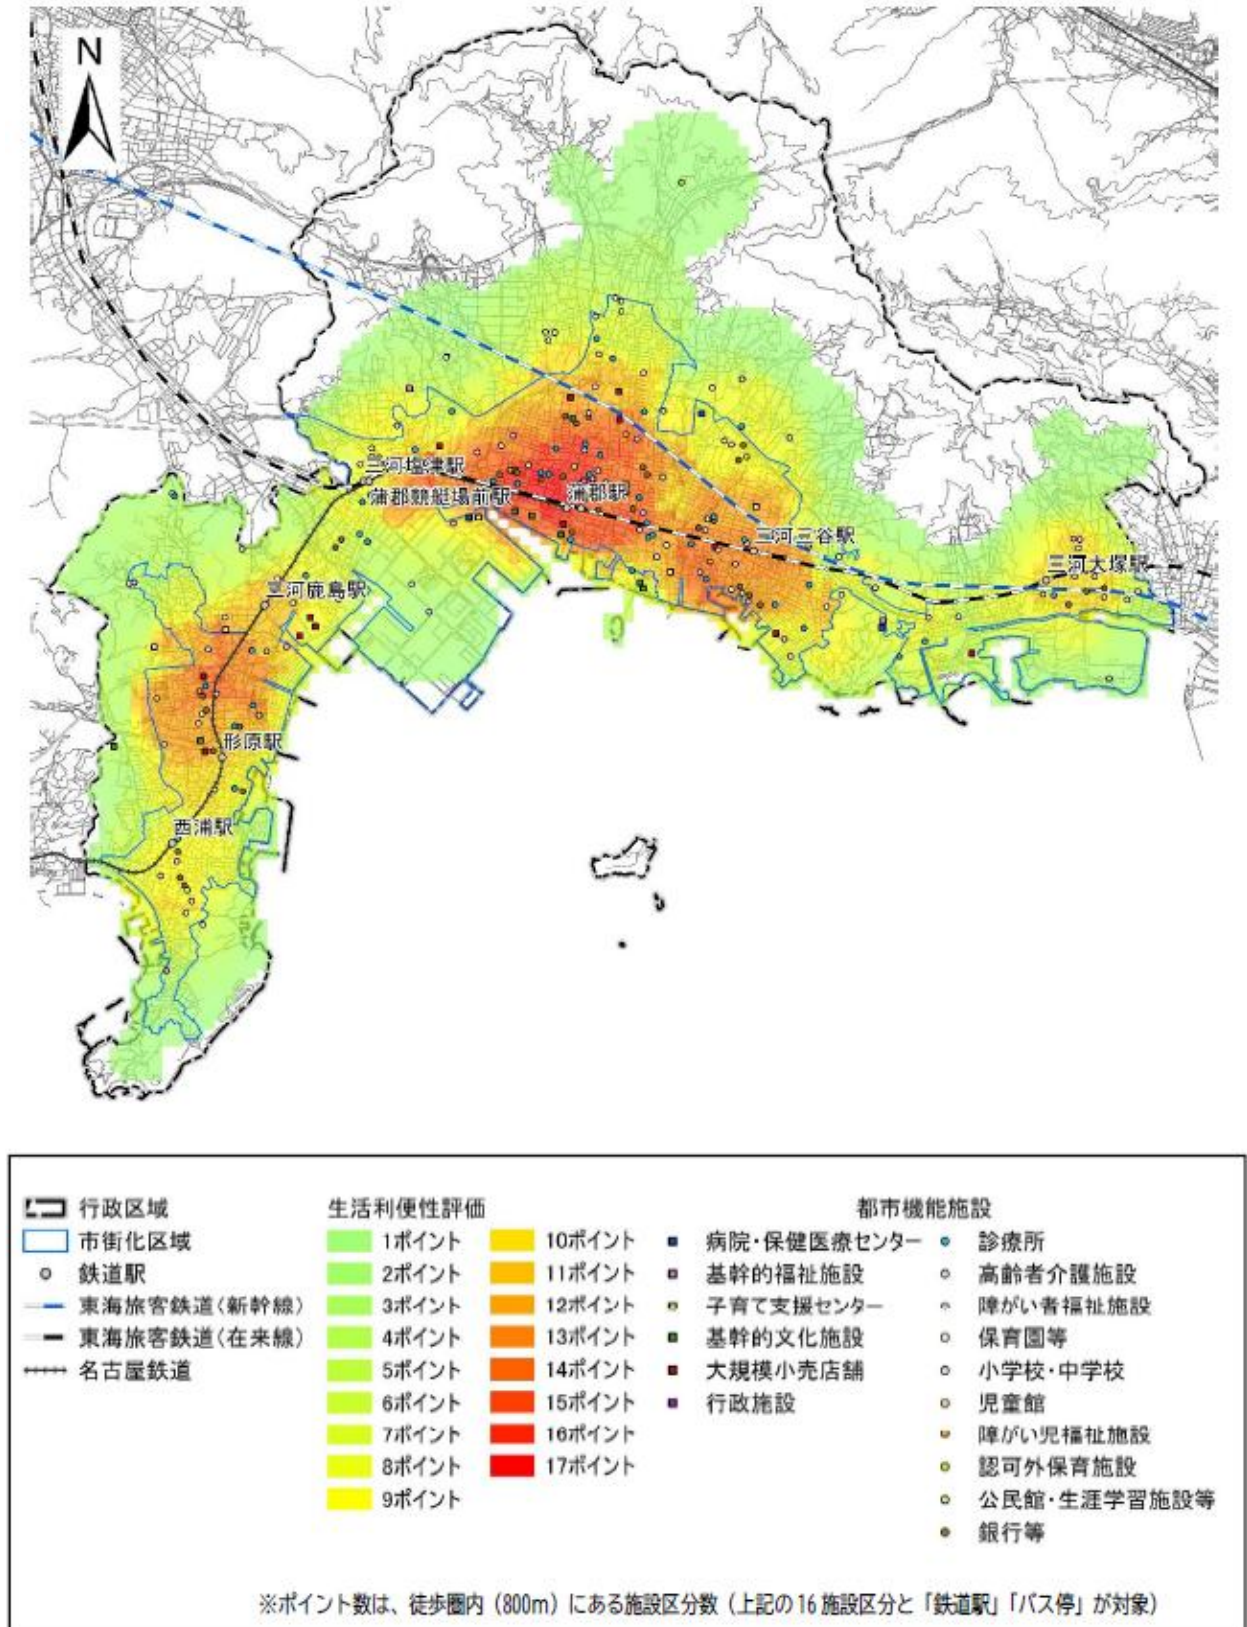 N
三河塩津駅
蒲郡競艇場前駅
蒲郡駅
三河三谷駅
三河大塚駅
三河鹿島駅
形原駅
西浦駅
行政区域
市街化区域
鉄道駅
東海旅客鉄道(新幹線)
東海旅客鉄道(在来線)
名古屋鉄道
生活利便性評価
1ポイント
2ポイント
3ポイント
4ポイント
5ポイント
6ポイント
7ポイント
8ポイント
9ポイント
10ポイント
11ポイント
12ポイント
13ポイント
14ポイント
15ポイント
16ポイント
17ポイント
都市機能施設
病院・保健医療センター
基幹的福祉施設
子育て支援センター
基幹的文化施設
大規模小売店舗
行政施設
診療所
高齢者介護施設
障がい者福祉施設
保育園等
小学校・中学校
児童館
障がい児福祉施設
認可外保育施設
公民館・生涯学習施設等
銀行等
※ポイント数は、徒歩圏内（800m）にある施設区分数（上記の16施設区分と「鉄道駅」「バス停」が対象）